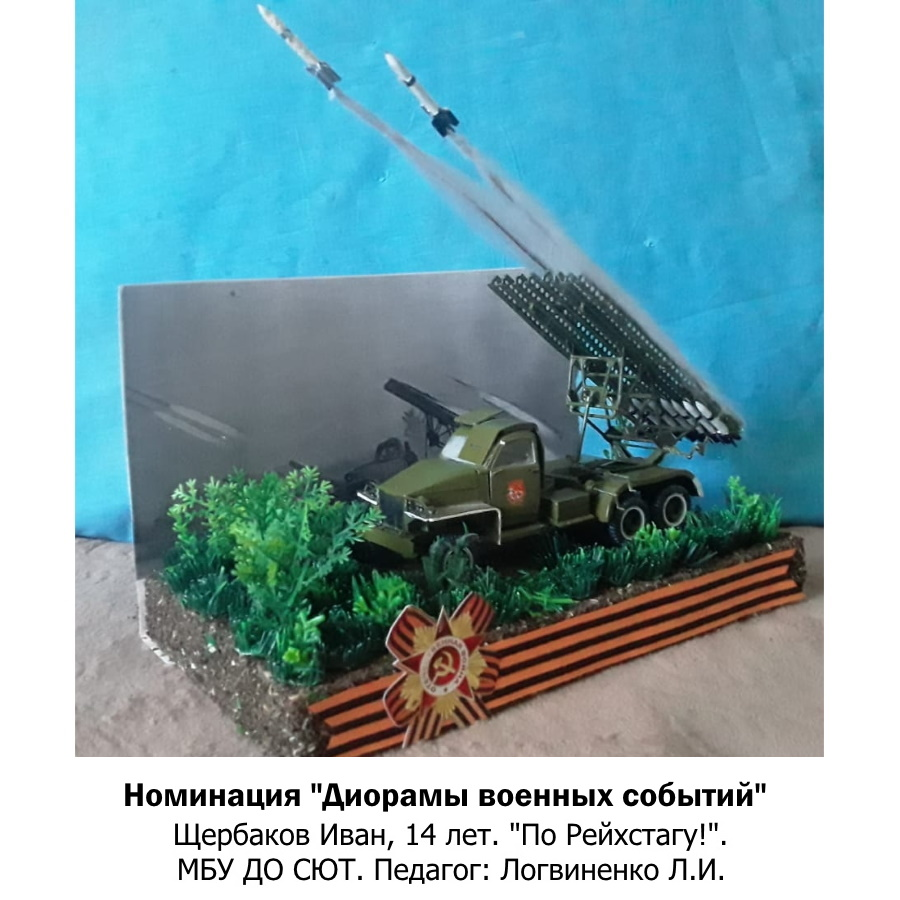 Номинация "Диорамы военных событий"
Щербаков Иван, 14 лет. "По Рейхстагу!".
МБУ ДО СЮТ. Педагог: Логвиненко Л.И.